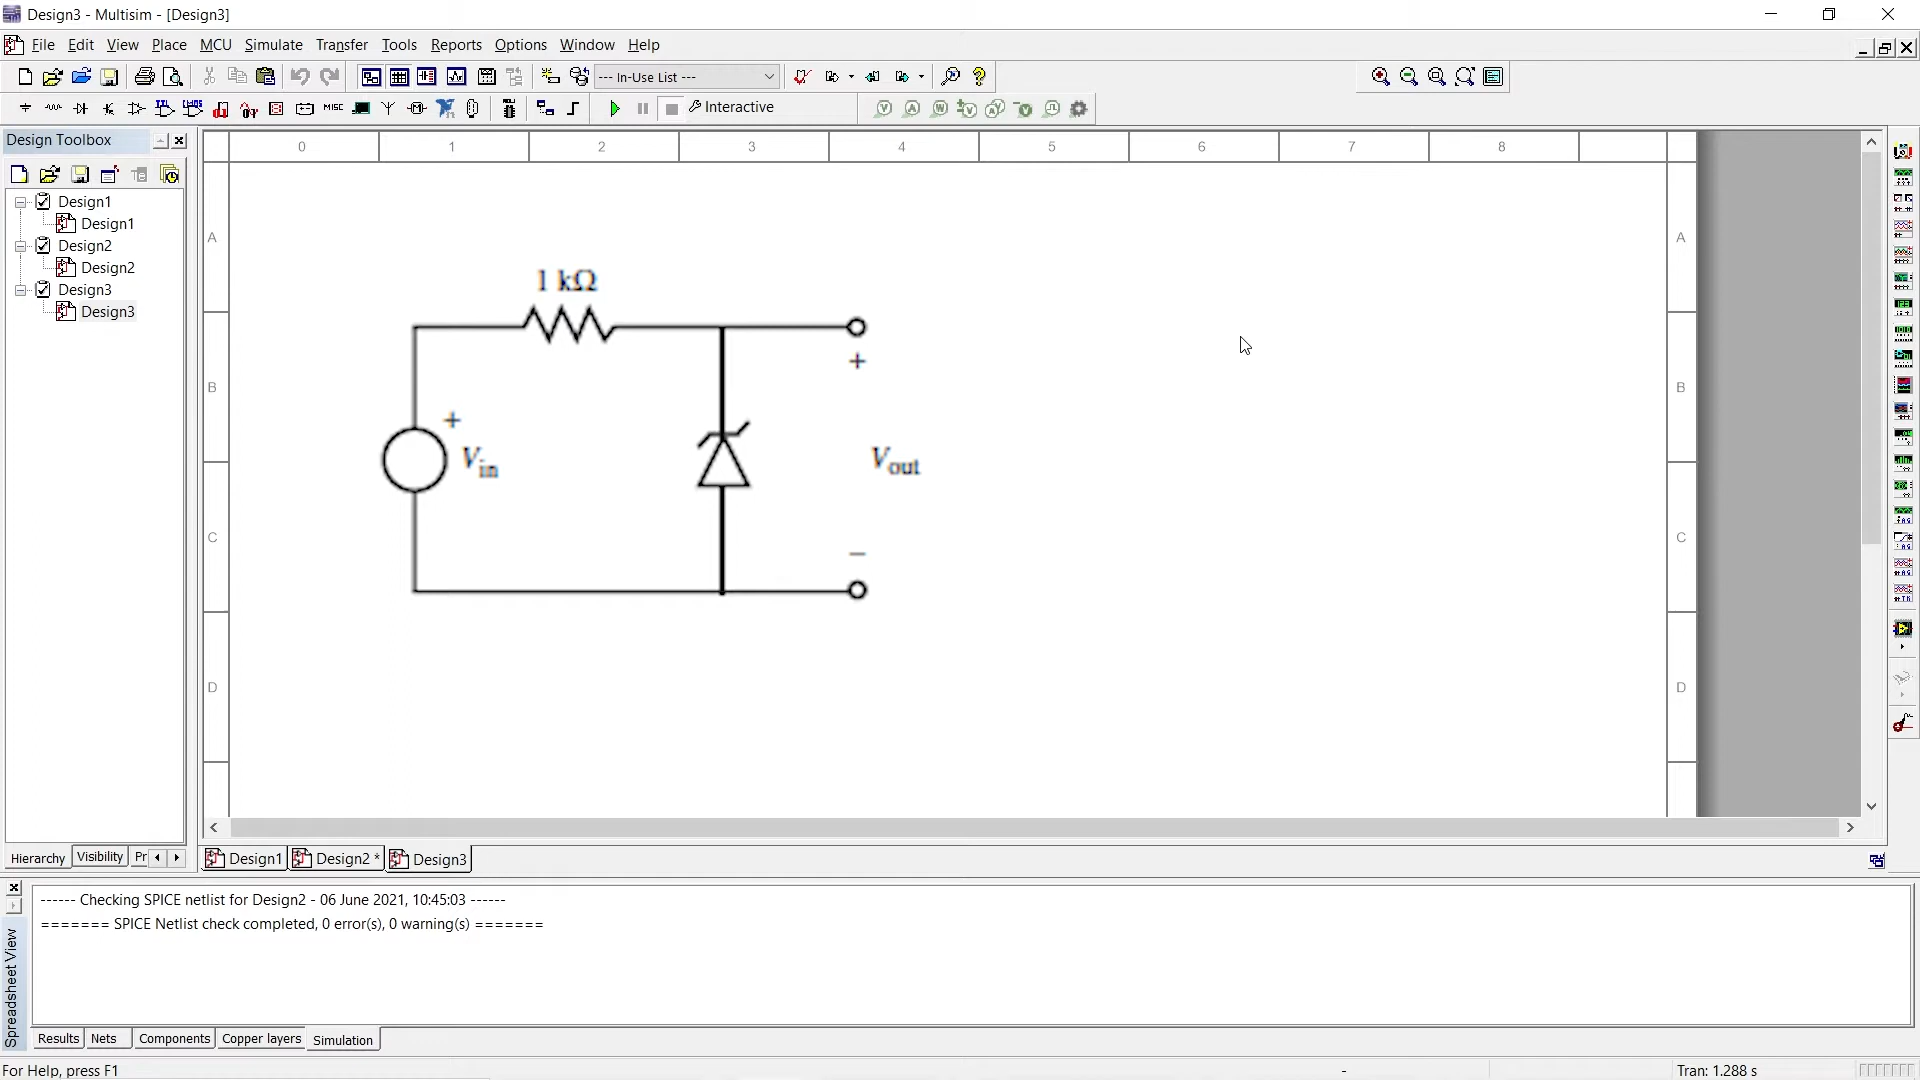 Design3 - Multisim - [Design3]
File Edit View Place MCU Simulate Transfer Tools Reports Options Window Help
--- In-Use List ---
MISC Interactive
Design Toolbox
0 1 2 3 4 5 6 7 8
Design1
Design1
Design2
Design2
Design3
Design3
A A
1 kΩ
+
B B
+
Vin
Vout
C C
−
D D
Hierarchy Visibility Pr
Design1 Design2 * Design3
------ Checking SPICE netlist for Design2 - 06 June 2021, 10:45:03 ------
======= SPICE Netlist check completed, 0 error(s), 0 warning(s) =======
Spreadsheet View
Results Nets Components Copper layers Simulation
For Help, press F1 - Tran: 1.288 s